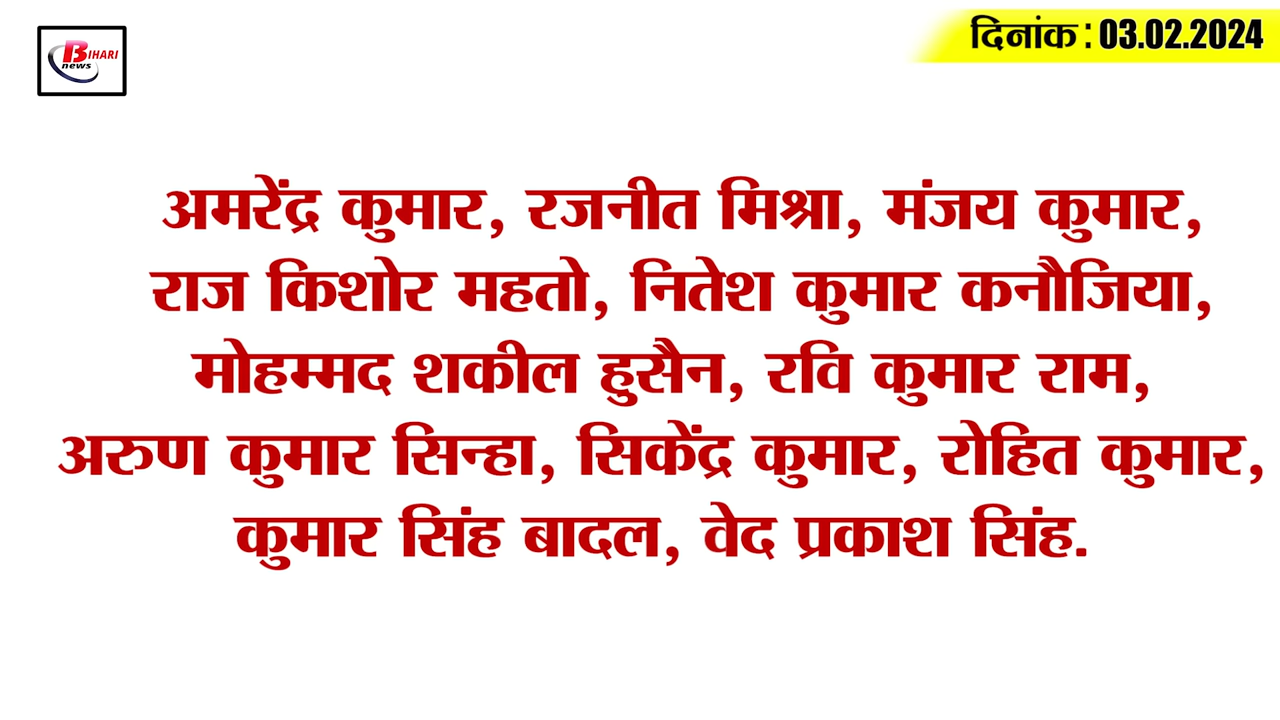 BIHARI
news
दिनांक : 03.02.2024
अमरेंद्र कुमार, रजनीत मिश्रा, मंजय कुमार,
राज किशोर महतो, नितेश कुमार कनौजिया,
मोहम्मद शकील हुसैन, रवि कुमार राम,
अरुण कुमार सिन्हा, सिकेंद्र कुमार, रोहित कुमार,
कुमार सिंह बादल, वेद प्रकाश सिंह.